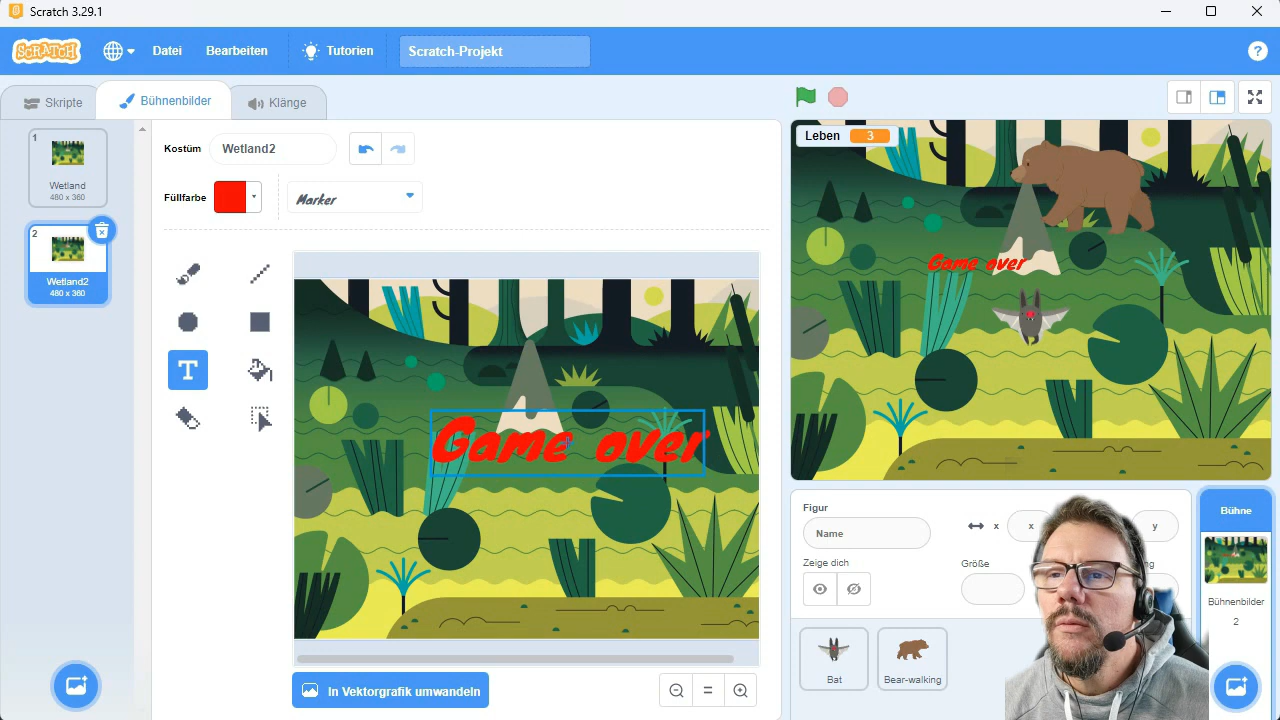 Scratch 3.29.1
SCRATCH
Datei
Bearbeiten
Tutorien
Scratch-Projekt
?
Skripte
Bühnenbilder
Klänge
1
Wetland
480 x 360
2
Wetland2
480 x 360
Kostüm
Wetland2
Füllfarbe
Marker
T
Game over
In Vektorgrafik umwandeln
Leben 3
Game over
Figur
Name
x
x
y
Zeige dich
Größe
Bat
Bear-walking
Bühne
Bühnenbilder
2